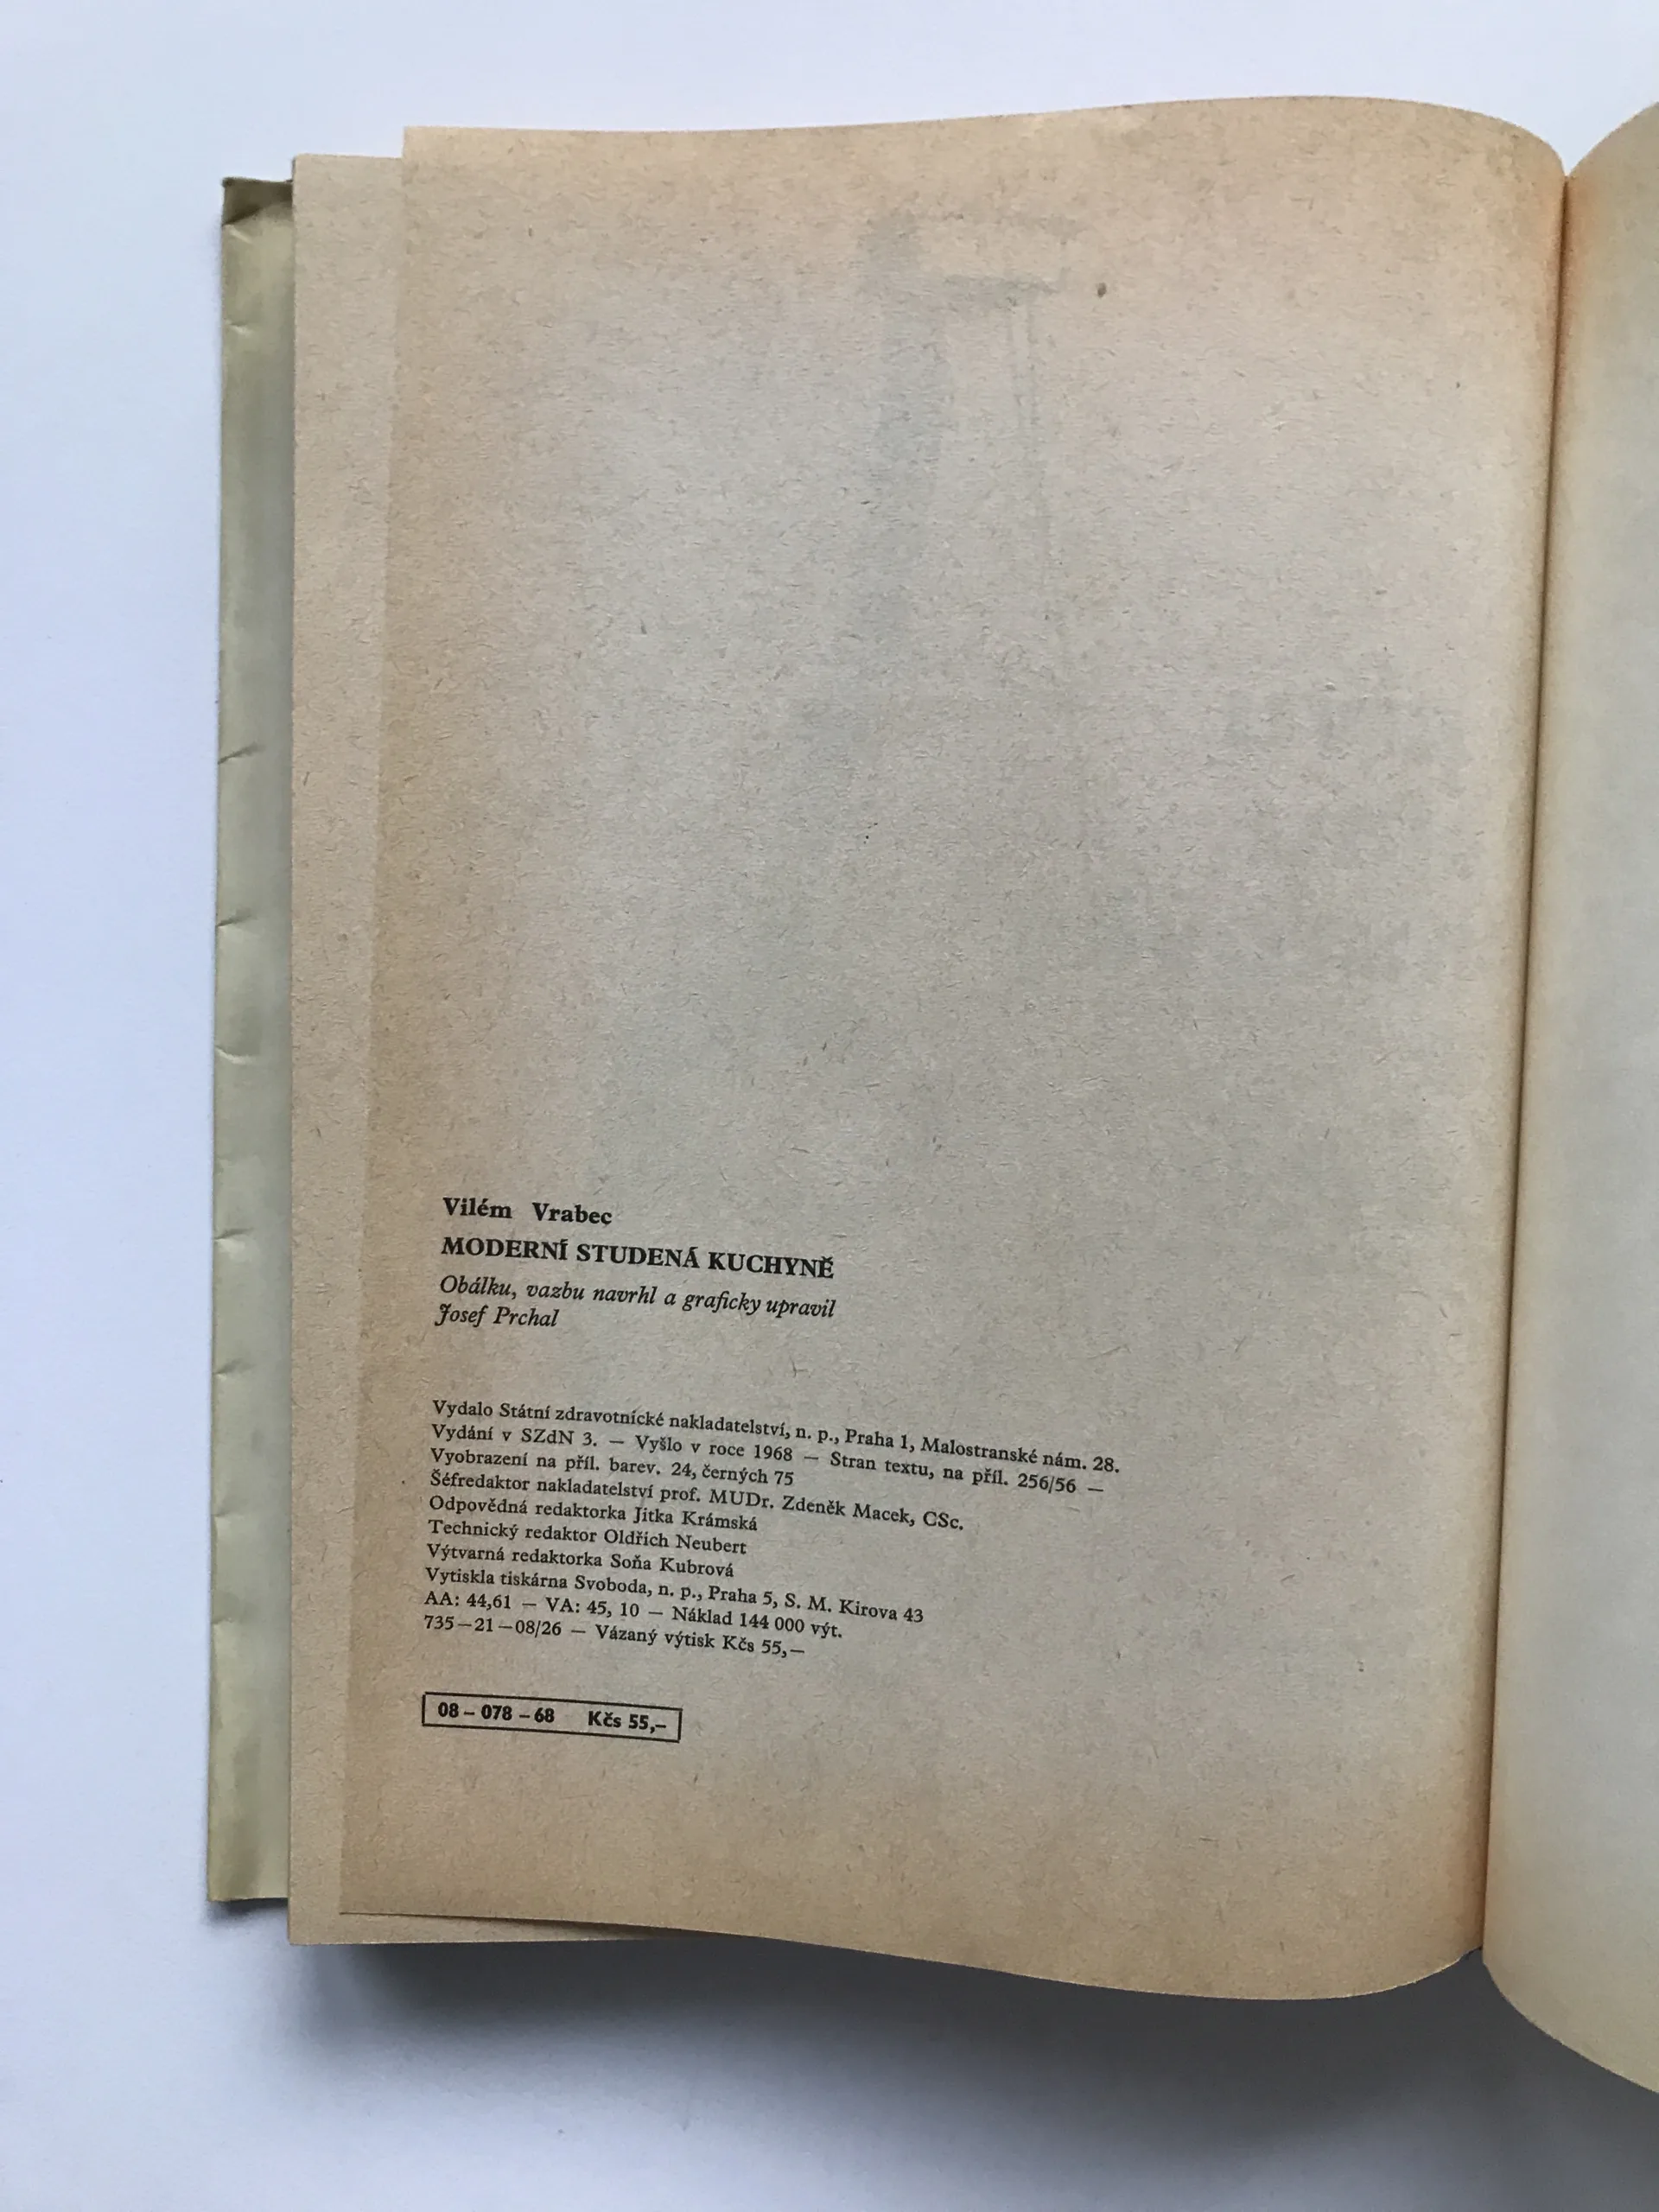 Vilém Vrabec
MODERNÍ STUDENÁ KUCHYNĚ
Obálku, vazbu navrhl a graficky upravil
Josef Prchal
Vydalo Státní zdravotnické nakladatelství, n. p., Praha 1, Malostranské nám. 28.
Vydání v SZdN 3. — Vyšlo v roce 1968 — Stran textu, na příl. 256/56 —
Vyobrazení na příl. barev. 24, černých 75
Šéfredaktor nakladatelství prof. MUDr. Zdeněk Macek, CSc.
Odpovědná redaktorka Jitka Krámská
Technický redaktor Oldřich Neubert
Výtvarná redaktorka Soňa Kubrová
Vytiskla tiskárna Svoboda, n. p., Praha 5, S. M. Kirova 43
AA: 44,61 — VA: 45, 10 — Náklad 144 000 výt.
735—21—08/26 — Vázaný výtisk Kčs 55,—
08 – 078 – 68 Kčs 55,–